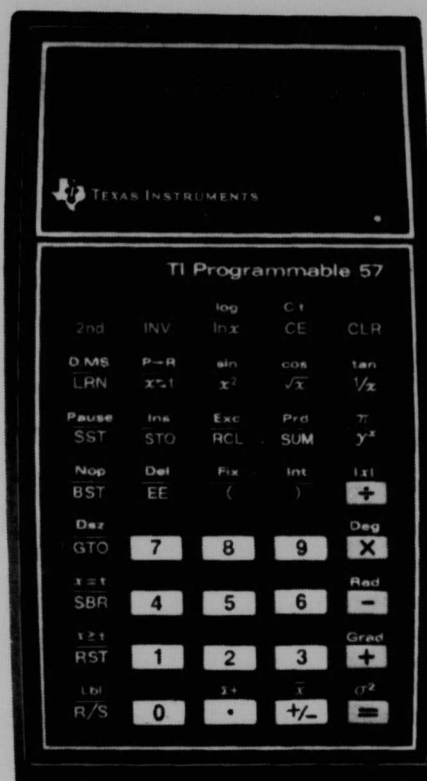 TEXAS INSTRUMENTS
TI Programmable 57
log C.t
2nd INV lnx CE CLR
D.MS P→R sin cos tan
LRN x⇄t x² √x 1/x
Pause Ins Exc Prd π
SST STO RCL SUM yˣ
Nop Del Fix Int |x|
BST EE ( ) ÷
Dsz Deg
GTO 7 8 9 X
x=t Rad
SBR 4 5 6 −
x≥t Grad
RST 1 2 3 +
Lbl Σ+ x̄ σ²
R/S 0 . +/− =